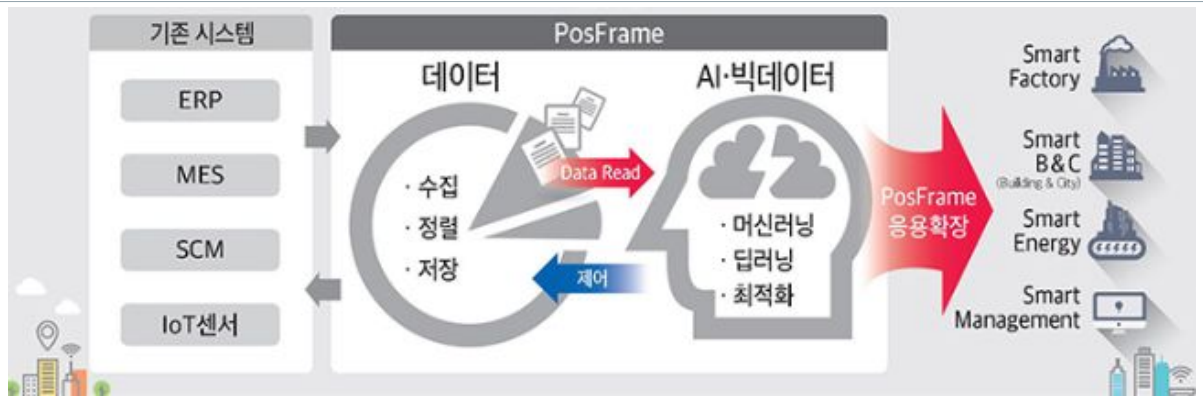 기존 시스템
ERP
MES
SCM
IoT센서
PosFrame
데이터
· 수집
· 정렬
· 저장
Data Read
제어
AI·빅데이터
· 머신러닝
· 딥러닝
· 최적화
PosFrame
응용확장
Smart
Factory
Smart
B&C
(Building & City)
Smart
Energy
Smart
Management